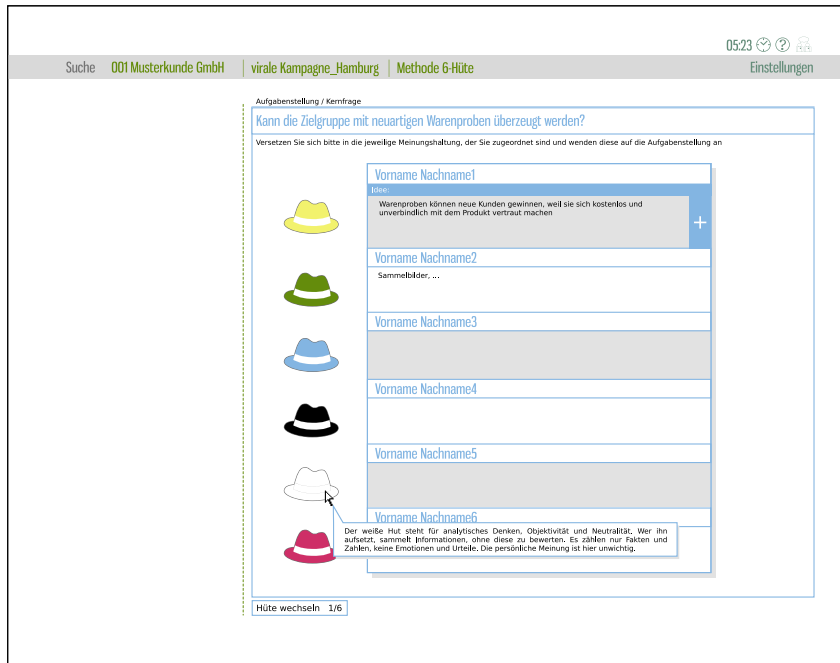 05:23
Suche 001 Musterkunde GmbH virale Kampagne_Hamburg Methode 6-Hüte Einstellungen
Aufgabenstellung / Kernfrage
Kann die Zielgruppe mit neuartigen Warenproben überzeugt werden?
Versetzen Sie sich bitte in die jeweilige Meinungshaltung, der Sie zugeordnet sind und wenden diese auf die Aufgabenstellung an
Vorname Nachname1
Idee:
Warenproben können neue Kunden gewinnen, weil sie sich kostenlos und
unverbindlich mit dem Produkt vertraut machen
+
Vorname Nachname2
Sammelbilder, ...
Vorname Nachname3
Vorname Nachname4
Vorname Nachname5
Vorname Nachname6
Der weiße Hut steht für analytisches Denken, Objektivität und Neutralität. Wer ihn
aufsetzt, sammelt Informationen, ohne diese zu bewerten. Es zählen nur Fakten und
Zahlen, keine Emotionen und Urteile. Die persönliche Meinung ist hier unwichtig.
Hüte wechseln 1/6